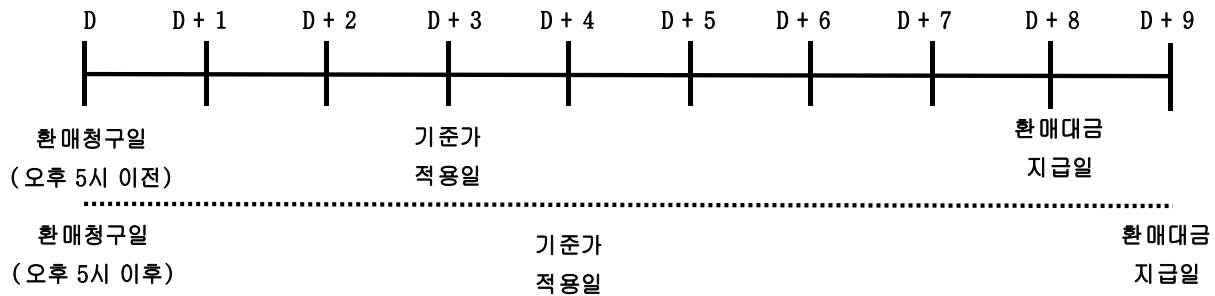 D D + 1 D + 2 D + 3 D + 4 D + 5 D + 6 D + 7 D + 8 D + 9
환매청구일 기준가 환매대금
(오후 5시 이전) 적용일 지급일
환매청구일 기준가 환매대금
(오후 5시 이후) 적용일 지급일